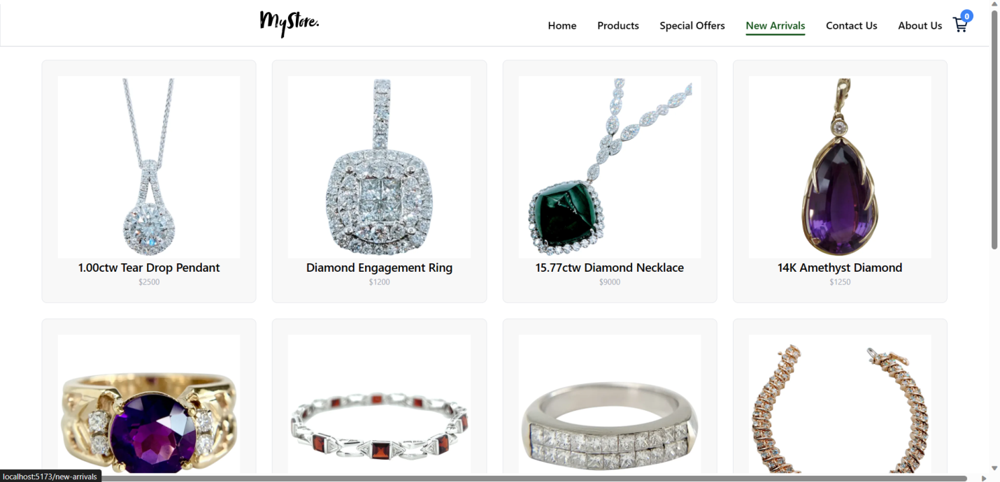 MyStore.
Home Products Special Offers New Arrivals Contact Us About Us 0
1.00ctw Tear Drop Pendant
$2500
Diamond Engagement Ring
$1200
15.77ctw Diamond Necklace
$9000
14K Amethyst Diamond
$1250
localhost:5173/new-arrivals